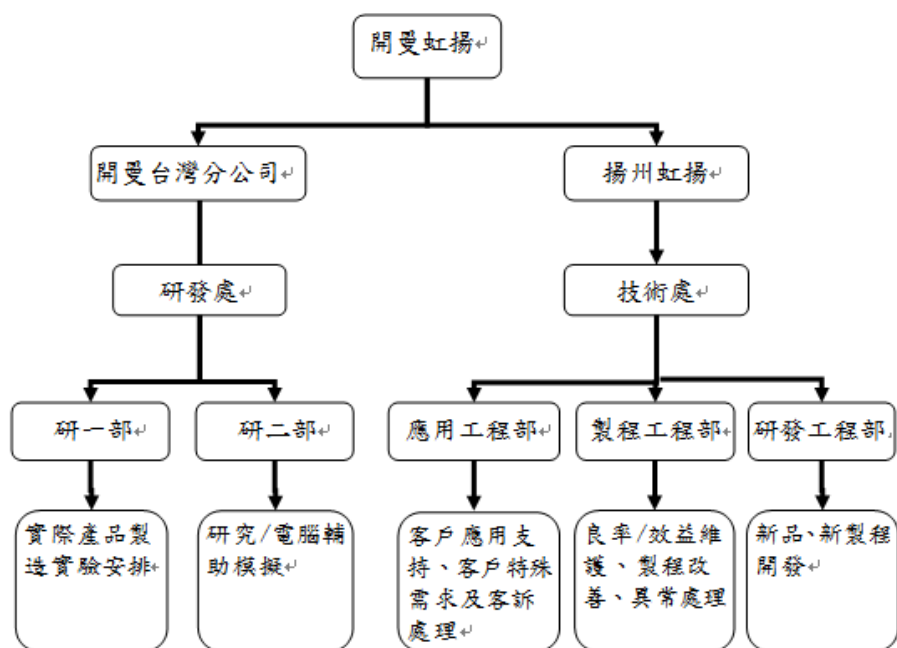 開曼虹揚
開曼台灣分公司
揚州虹揚
研發處
技術處
研一部
研二部
應用工程部
製程工程部
研發工程部
實際產品製
造實驗安排
研究/電腦輔
助模擬
客戶應用支
持、客戶特殊
需求及客訴
處理
良率/效益維
護、製程改
善、異常處理
新品、新製程
開發